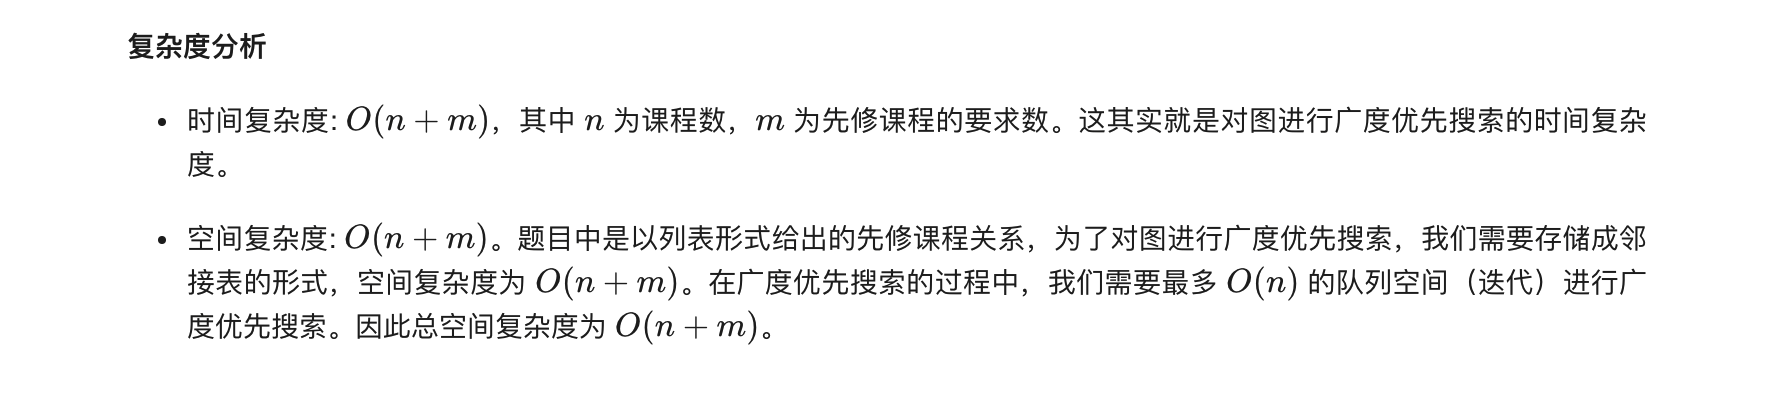 复杂度分析
• 时间复杂度: O(n + m)，其中 n 为课程数，m 为先修课程的要求数。这其实就是对图进行广度优先搜索的时间复杂
度。
• 空间复杂度: O(n + m)。题目中是以列表形式给出的先修课程关系，为了对图进行广度优先搜索，我们需要存储成邻
接表的形式，空间复杂度为 O(n + m)。在广度优先搜索的过程中，我们需要最多 O(n) 的队列空间（迭代）进行广
度优先搜索。因此总空间复杂度为 O(n + m)。